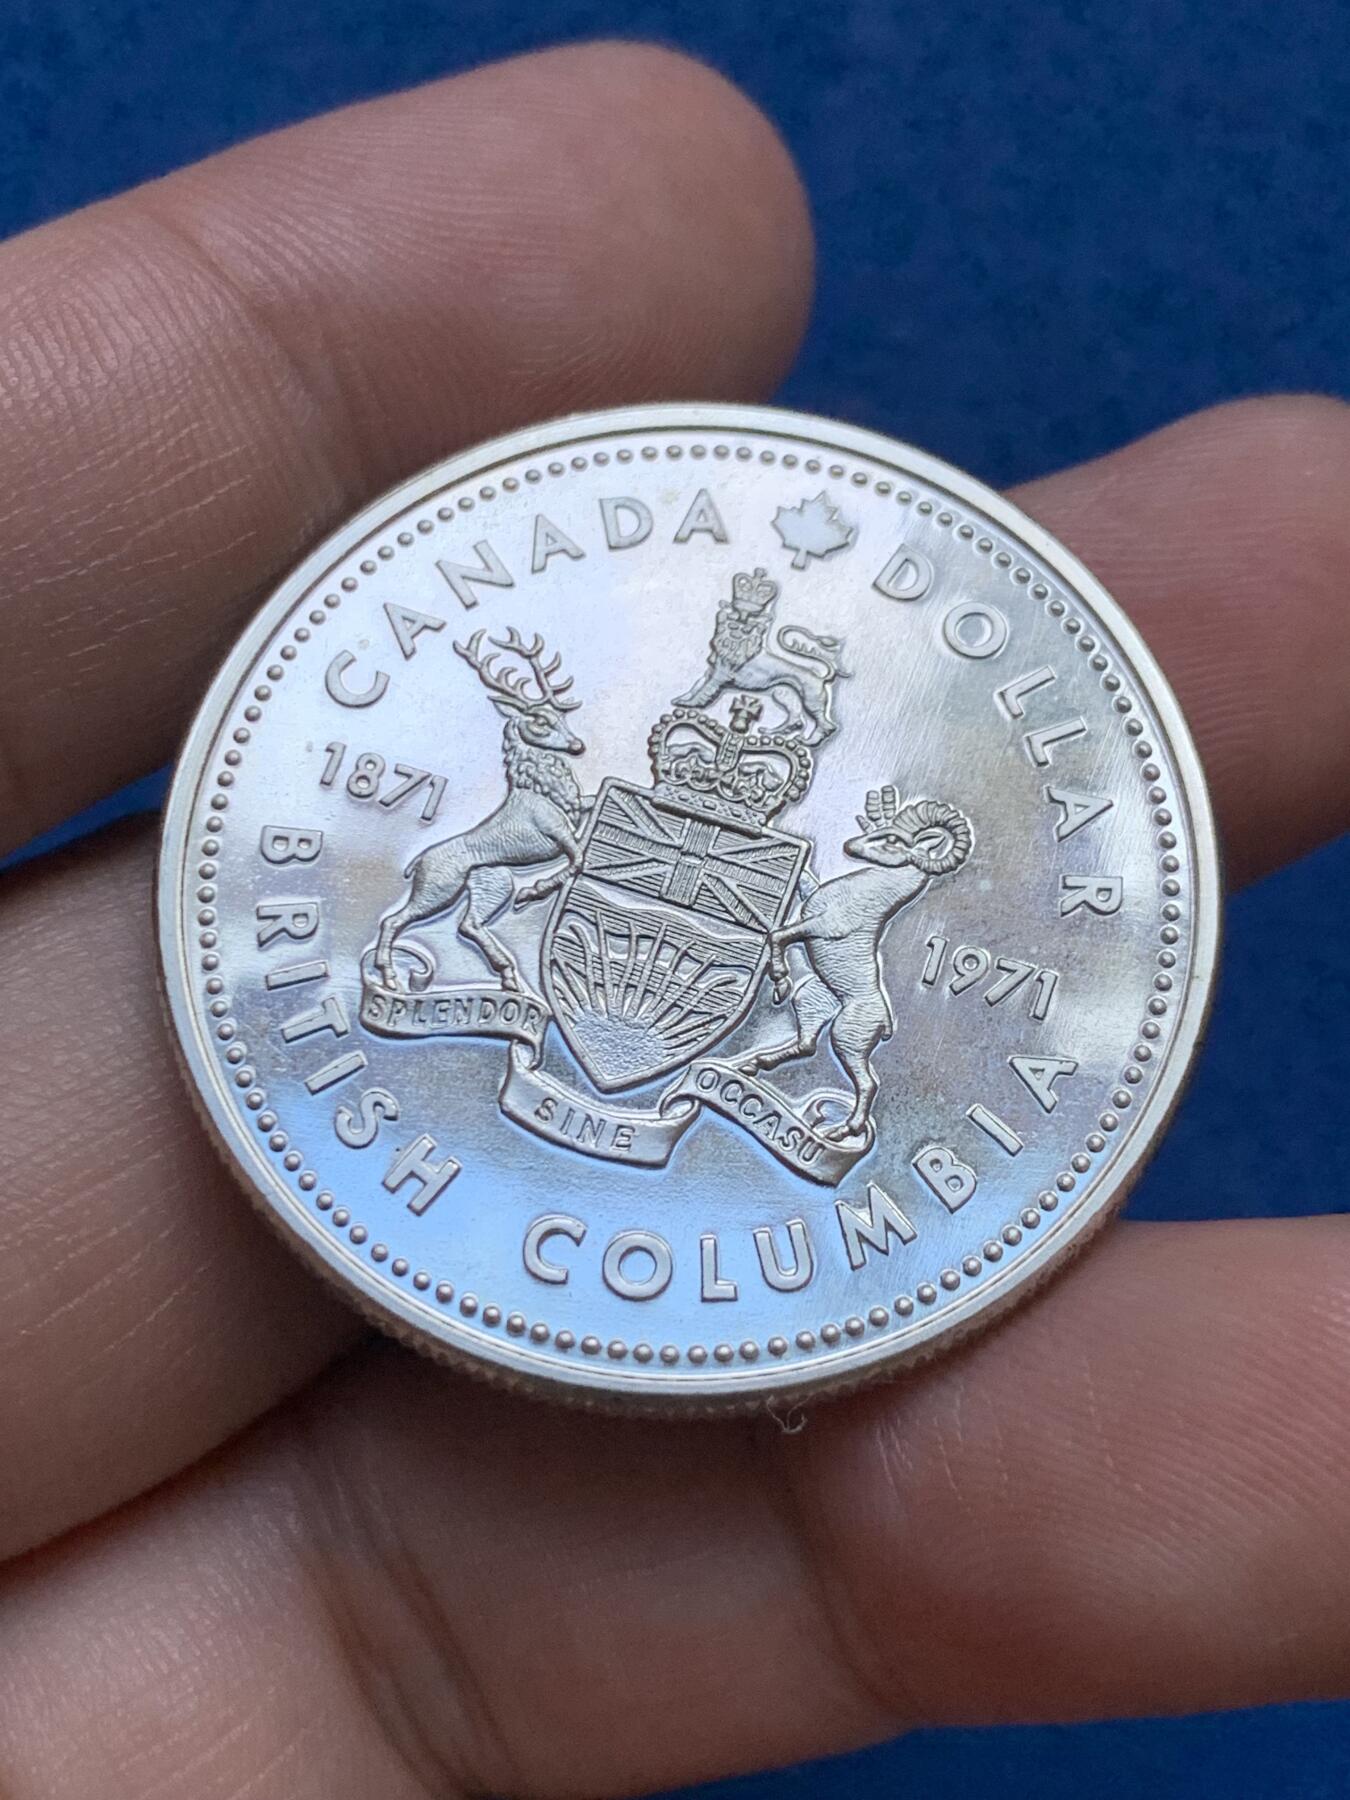 CANADA DOLLAR
1871
1971
SPLENDOR
SINE
OCCASU
BRITISH COLUMBIA